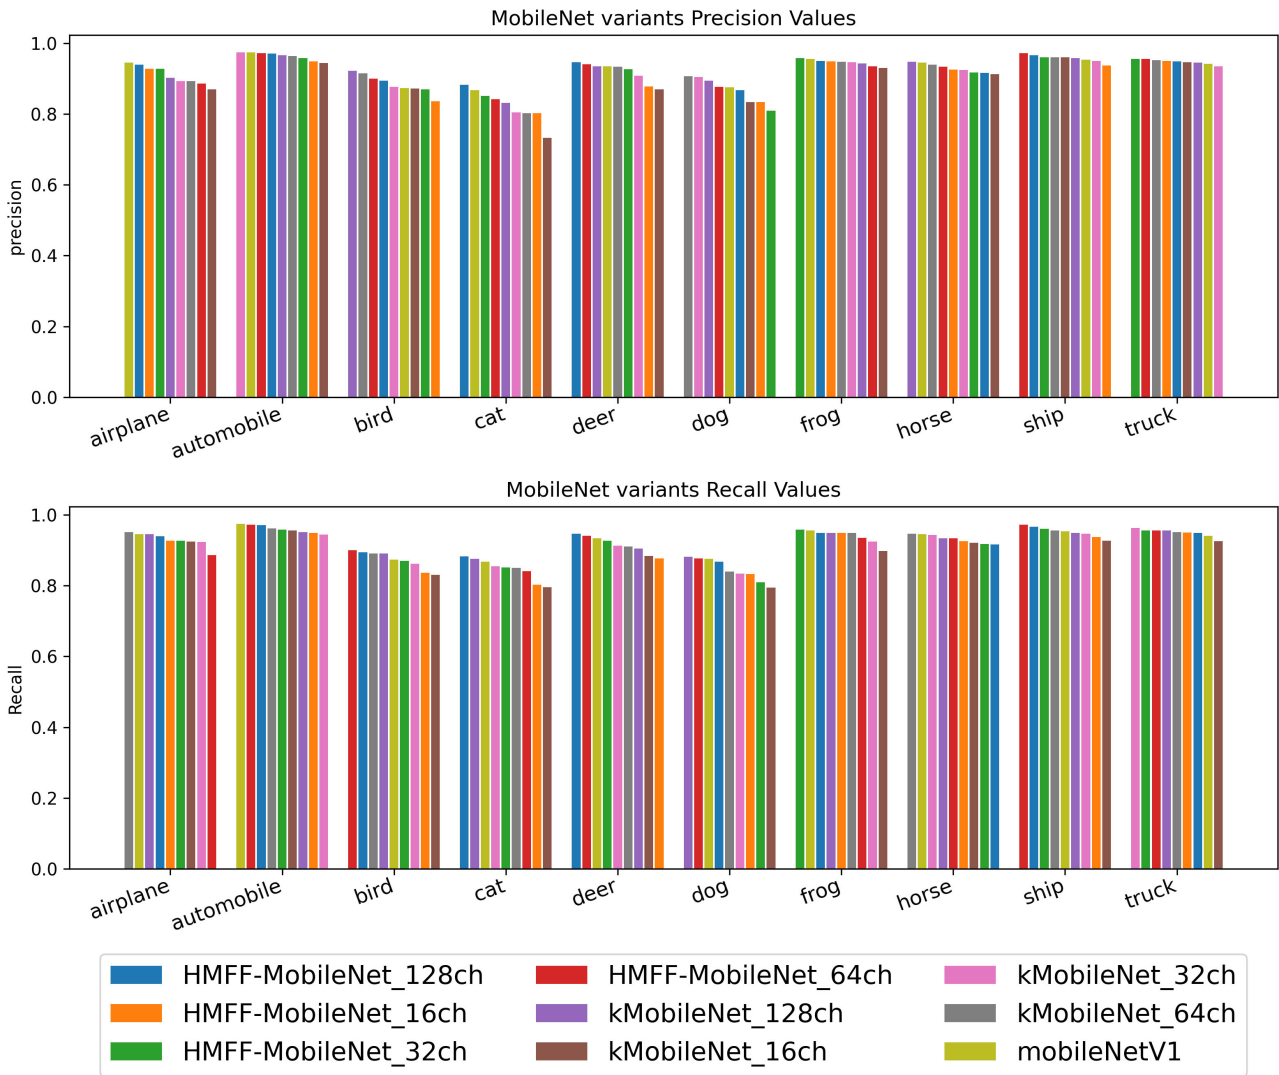 MobileNet variants Precision Values
1.0
0.8
0.6
0.4
0.2
0.0
precision
airplane automobile bird cat deer dog frog horse ship truck
MobileNet variants Recall Values
1.0
0.8
0.6
0.4
0.2
0.0
Recall
airplane automobile bird cat deer dog frog horse ship truck
HMFF-MobileNet_128ch HMFF-MobileNet_64ch kMobileNet_32ch
HMFF-MobileNet_16ch kMobileNet_128ch kMobileNet_64ch
HMFF-MobileNet_32ch kMobileNet_16ch mobileNetV1